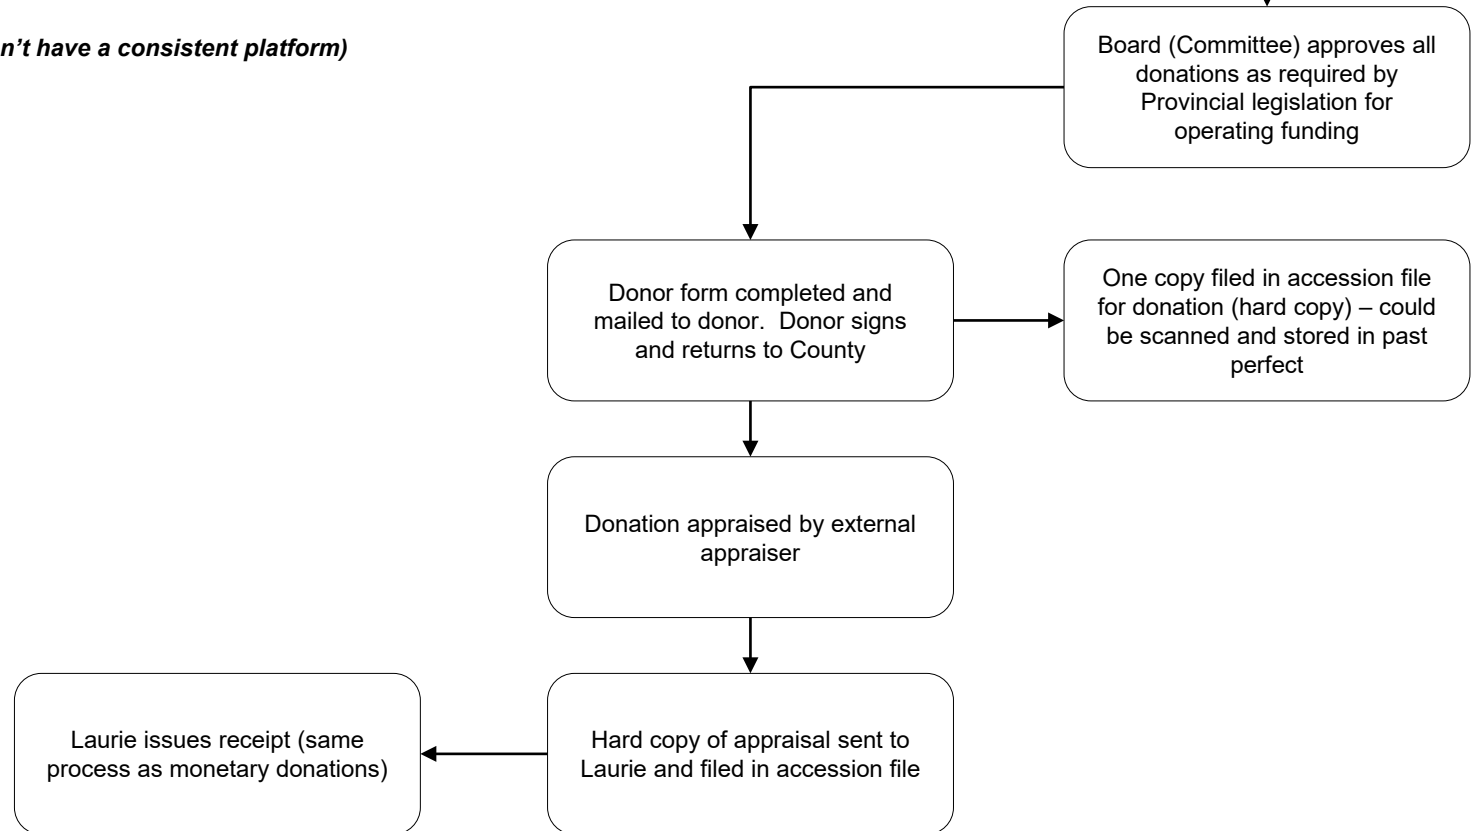 n’t have a consistent platform)
Board (Committee) approves all
donations as required by
Provincial legislation for
operating funding
Donor form completed and
mailed to donor.  Donor signs
and returns to County
One copy filed in accession file
for donation (hard copy) – could
be scanned and stored in past
perfect
Donation appraised by external
appraiser
Laurie issues receipt (same
process as monetary donations)
Hard copy of appraisal sent to
Laurie and filed in accession file